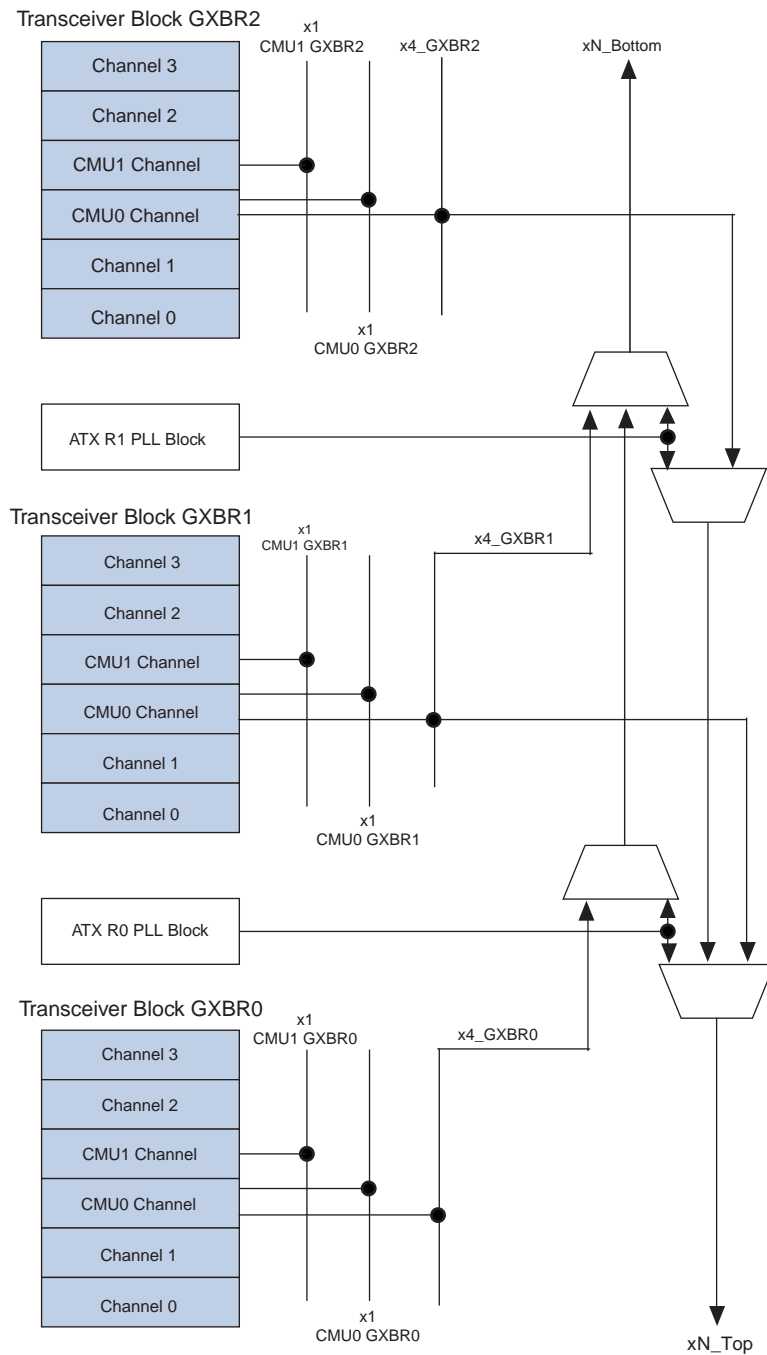 Transceiver Block GXBR2
x1
CMU1 GXBR2
x4_GXBR2
xN_Bottom
Channel 3
Channel 2
CMU1 Channel
CMU0 Channel
Channel 1
Channel 0
x1
CMU0 GXBR2
ATX R1 PLL Block
Transceiver Block GXBR1
x1
CMU1 GXBR1
x4_GXBR1
Channel 3
Channel 2
CMU1 Channel
CMU0 Channel
Channel 1
Channel 0
x1
CMU0 GXBR1
ATX R0 PLL Block
Transceiver Block GXBR0
x1
CMU1 GXBR0
x4_GXBR0
Channel 3
Channel 2
CMU1 Channel
CMU0 Channel
Channel 1
Channel 0
x1
CMU0 GXBR0
xN_Top